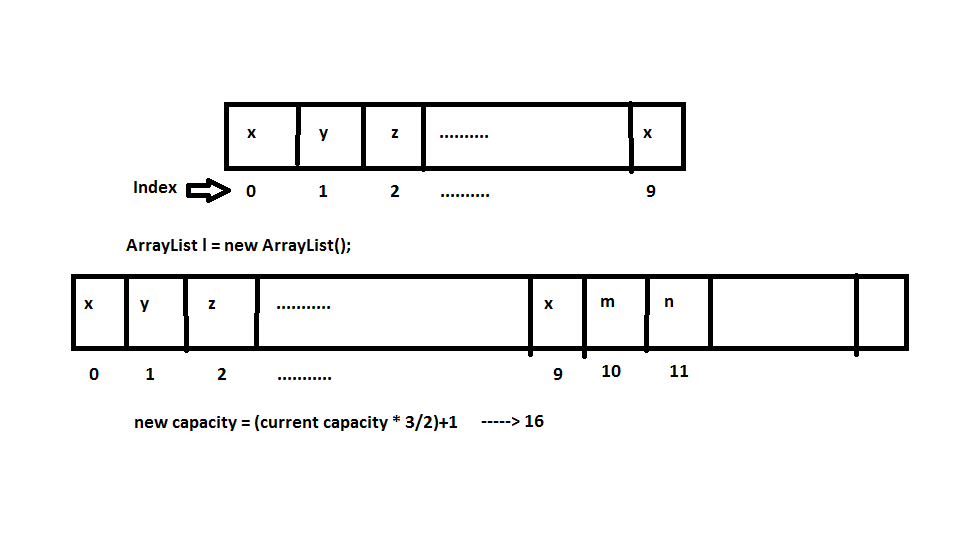 x y z .......... x
Index 0 1 2 .......... 9
ArrayList l = new ArrayList();
x y z ........... x m n
0 1 2 ........... 9 10 11
new capacity = (current capacity * 3/2)+1 -----> 16